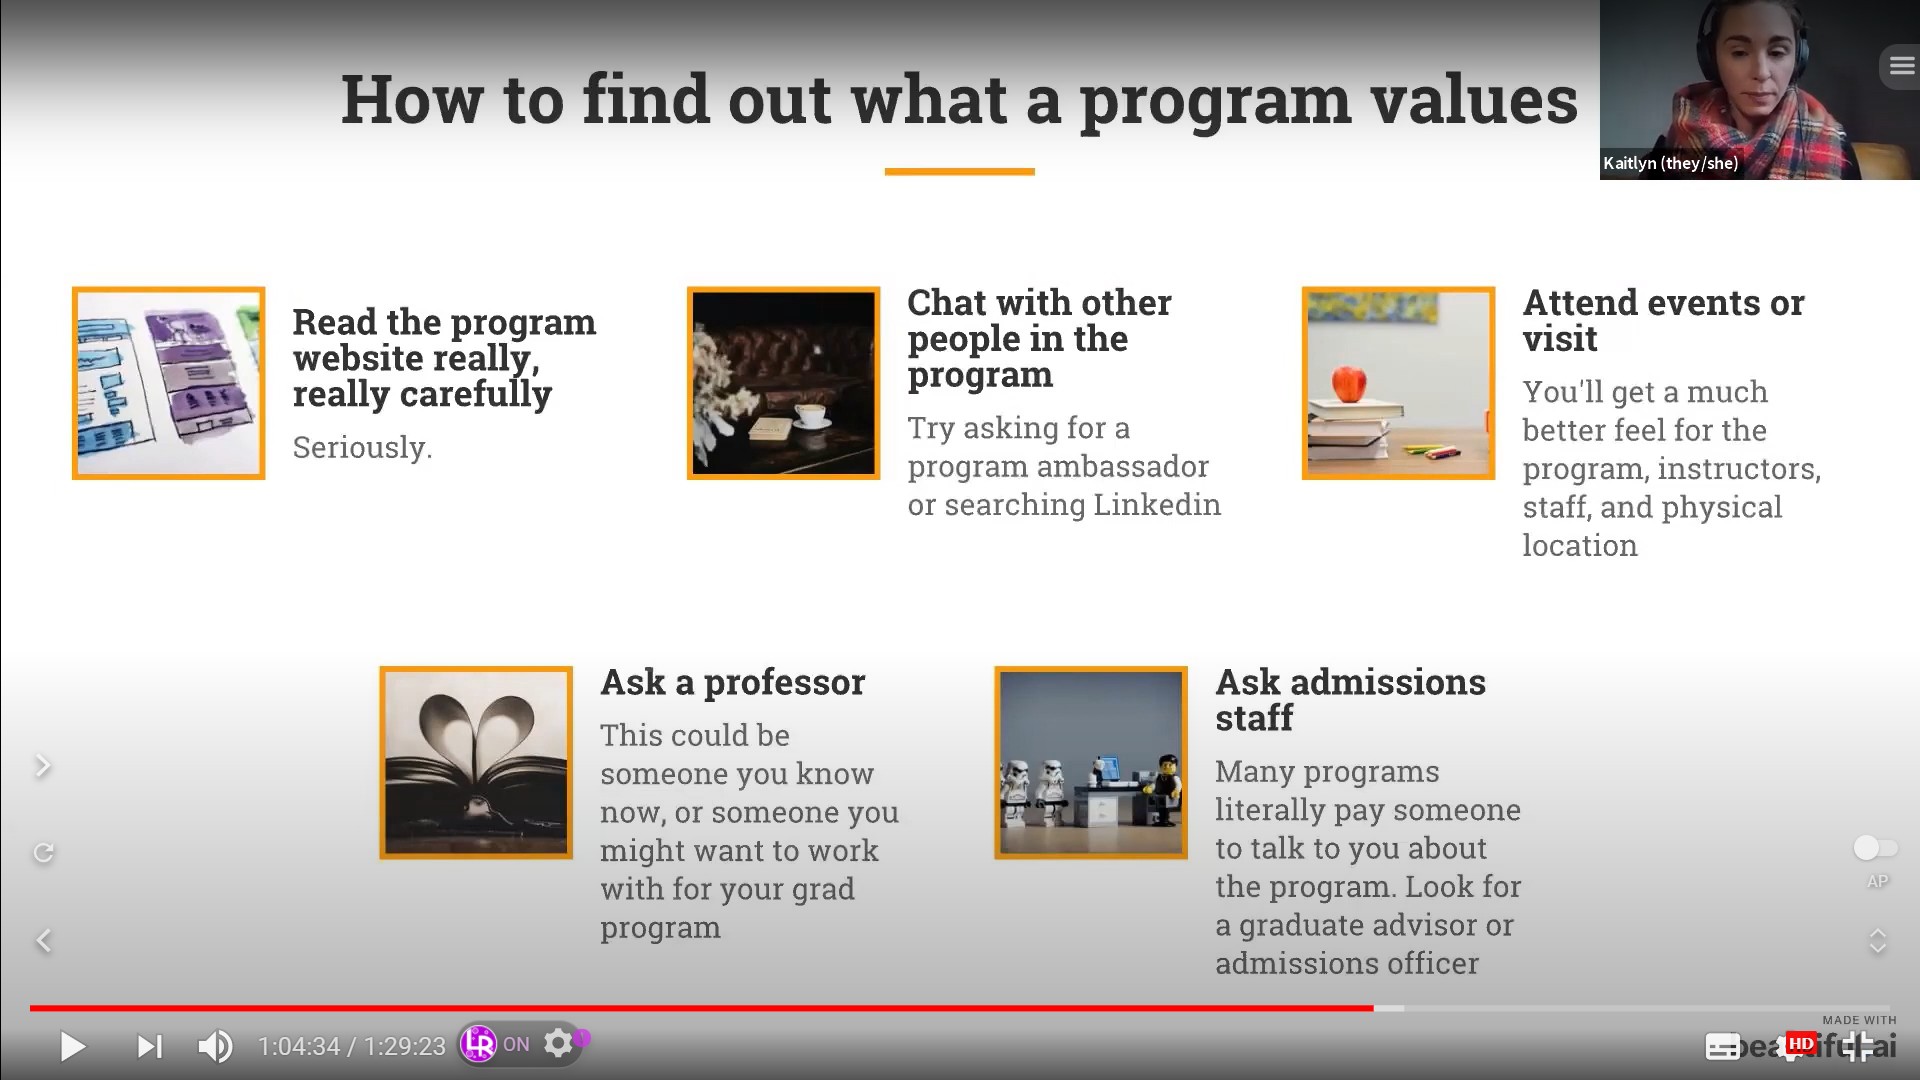 How to find out what a program values
Kaitlyn (they/she)
Read the program
website really,
really carefully
Seriously.
Chat with other
people in the
program
Try asking for a
program ambassador
or searching Linkedin
Attend events or
visit
You'll get a much
better feel for the
program, instructors,
staff, and physical
location
Ask a professor
This could be
someone you know
now, or someone you
might want to work
with for your grad
program
Ask admissions
staff
Many programs
literally pay someone
to talk to you about
the program. Look for
a graduate advisor or
admissions officer
AP
1:04:34 / 1:29:23
LR ON
MADE WITH
beautiful.ai
HD